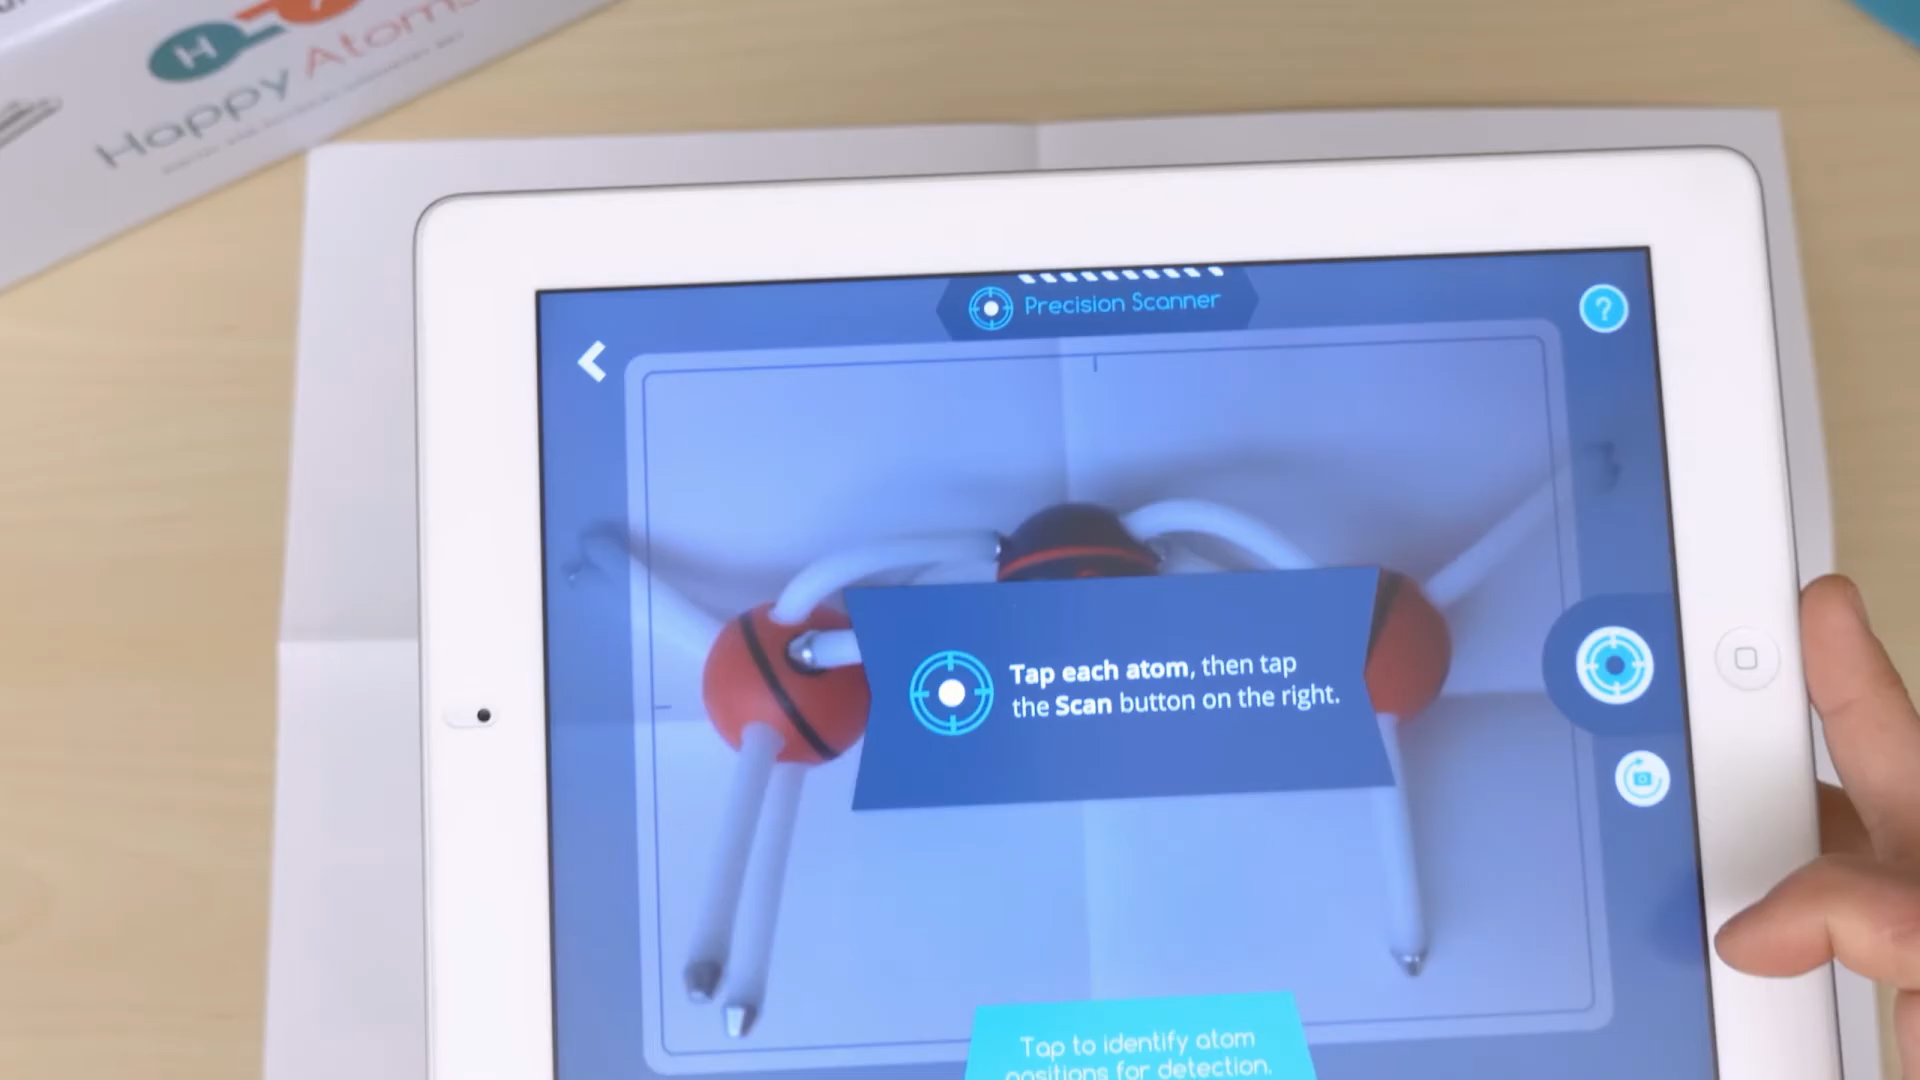 H
Happy Atoms
Precision Scanner
?
Tap each atom, then tap
the Scan button on the right.
Tap to identify atom
positions for detection.